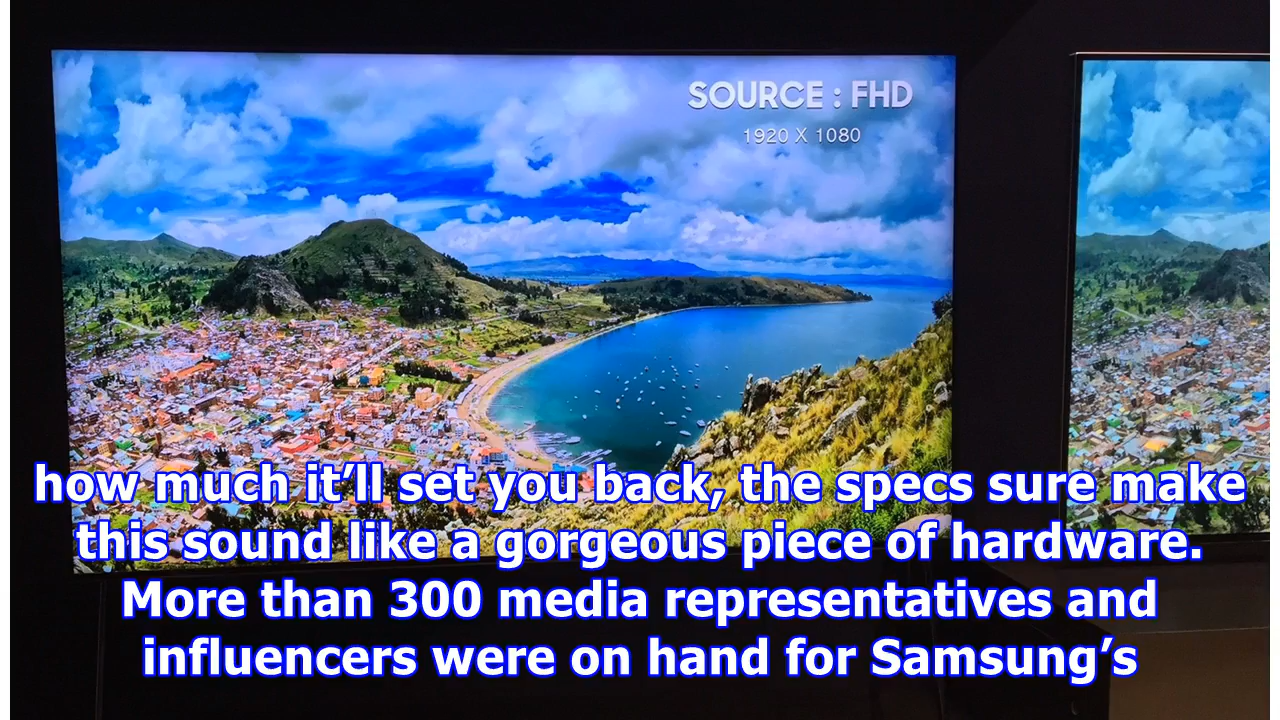 SOURCE : FHD
1920 X 1080
how much it’ll set you back, the specs sure make
this sound like a gorgeous piece of hardware.
More than 300 media representatives and
influencers were on hand for Samsung’s